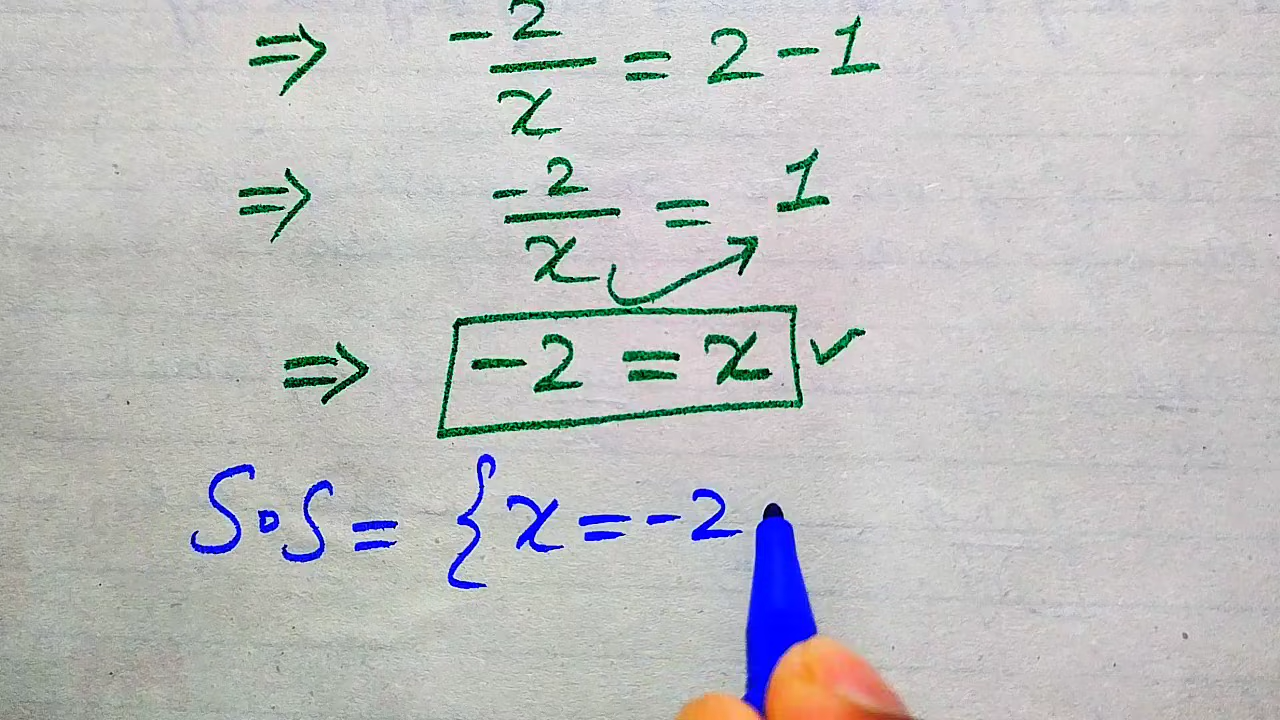 ⇒ -2/x = 2 - 1
⇒ -2/x = 1
⇒ -2 = x ✓
S.S = { x = -2